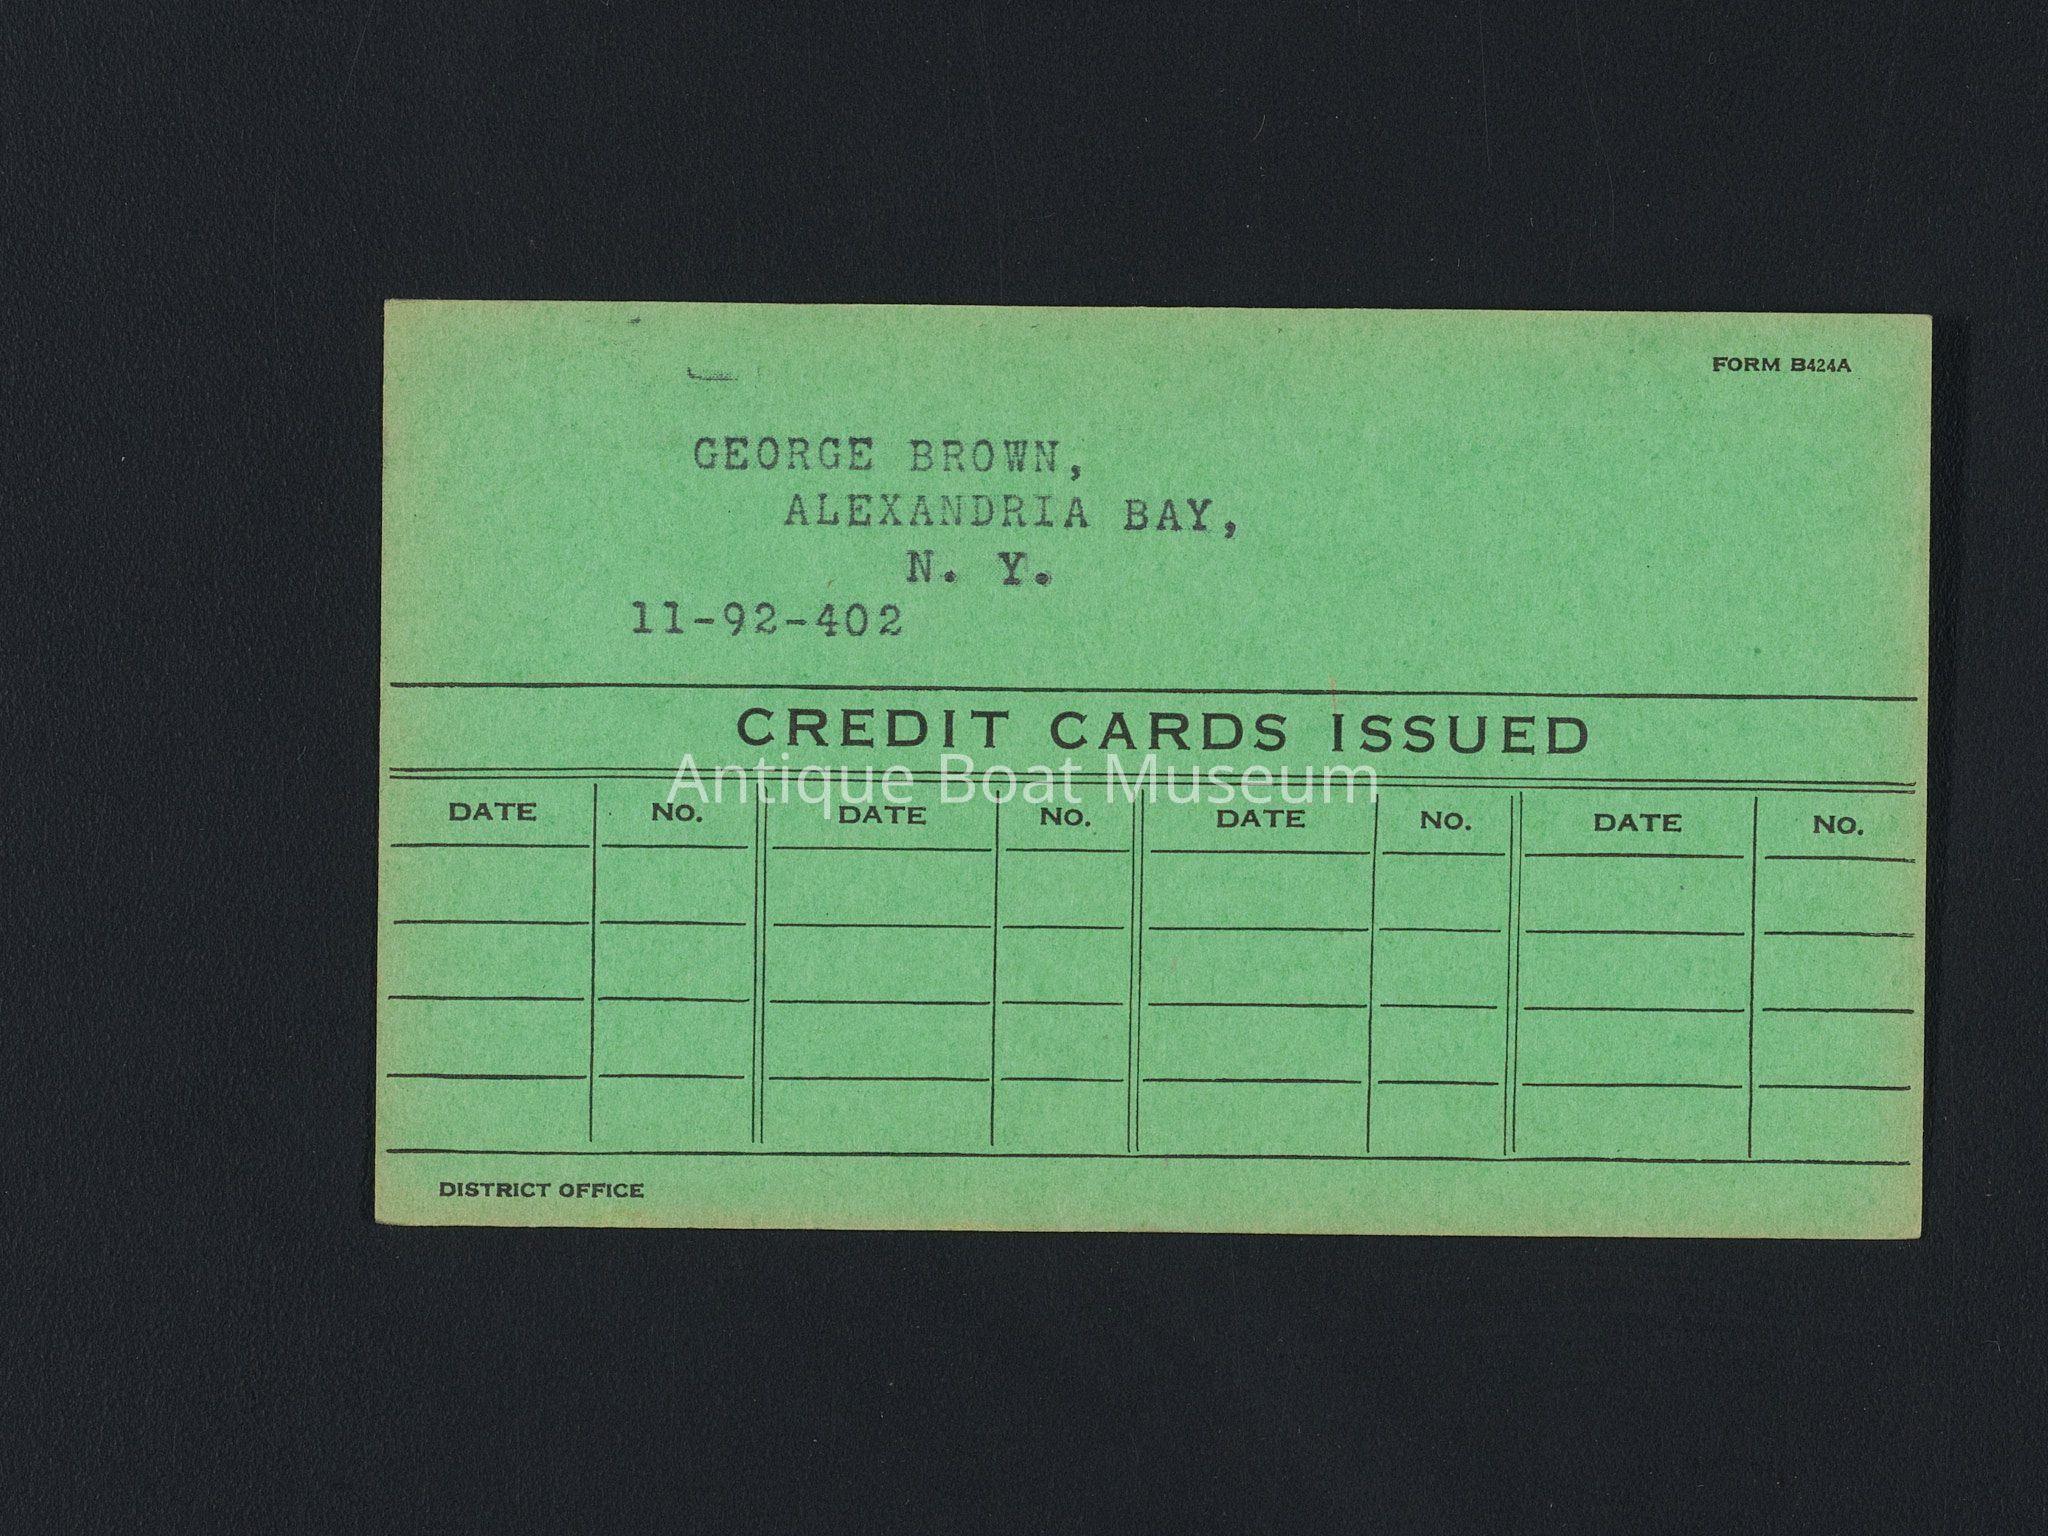 FORM B424A
GEORGE BROWN,
ALEXANDRIA BAY,
N. Y.
11-92-402
CREDIT CARDS ISSUED
Antique Boat Museum
DATE NO. DATE NO. DATE NO. DATE NO.
DISTRICT OFFICE